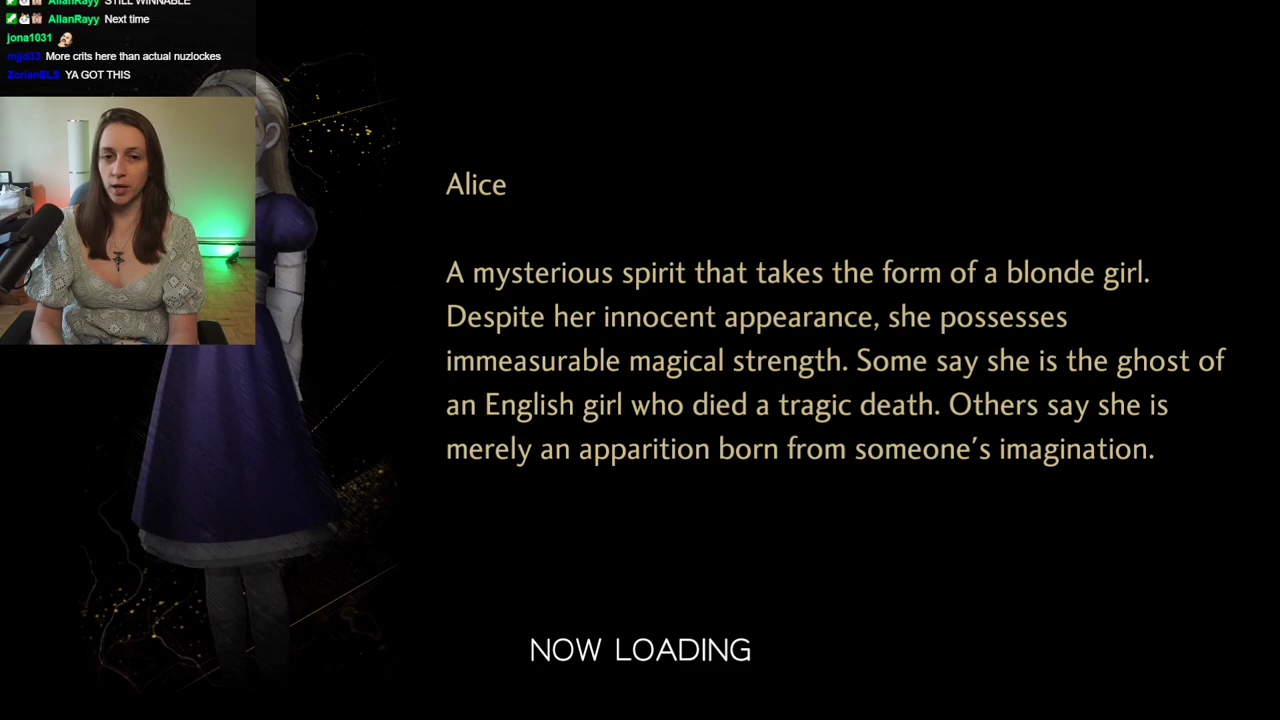 AllanRayy STILL WINNABLE
AllanRayy Next time
jona1031
mjjd33 More crits here than actual nuzlockes
ZorianELS YA GOT THIS
Alice
A mysterious spirit that takes the form of a blonde girl.
Despite her innocent appearance, she possesses
immeasurable magical strength. Some say she is the ghost of
an English girl who died a tragic death. Others say she is
merely an apparition born from someone's imagination.
NOW LOADING